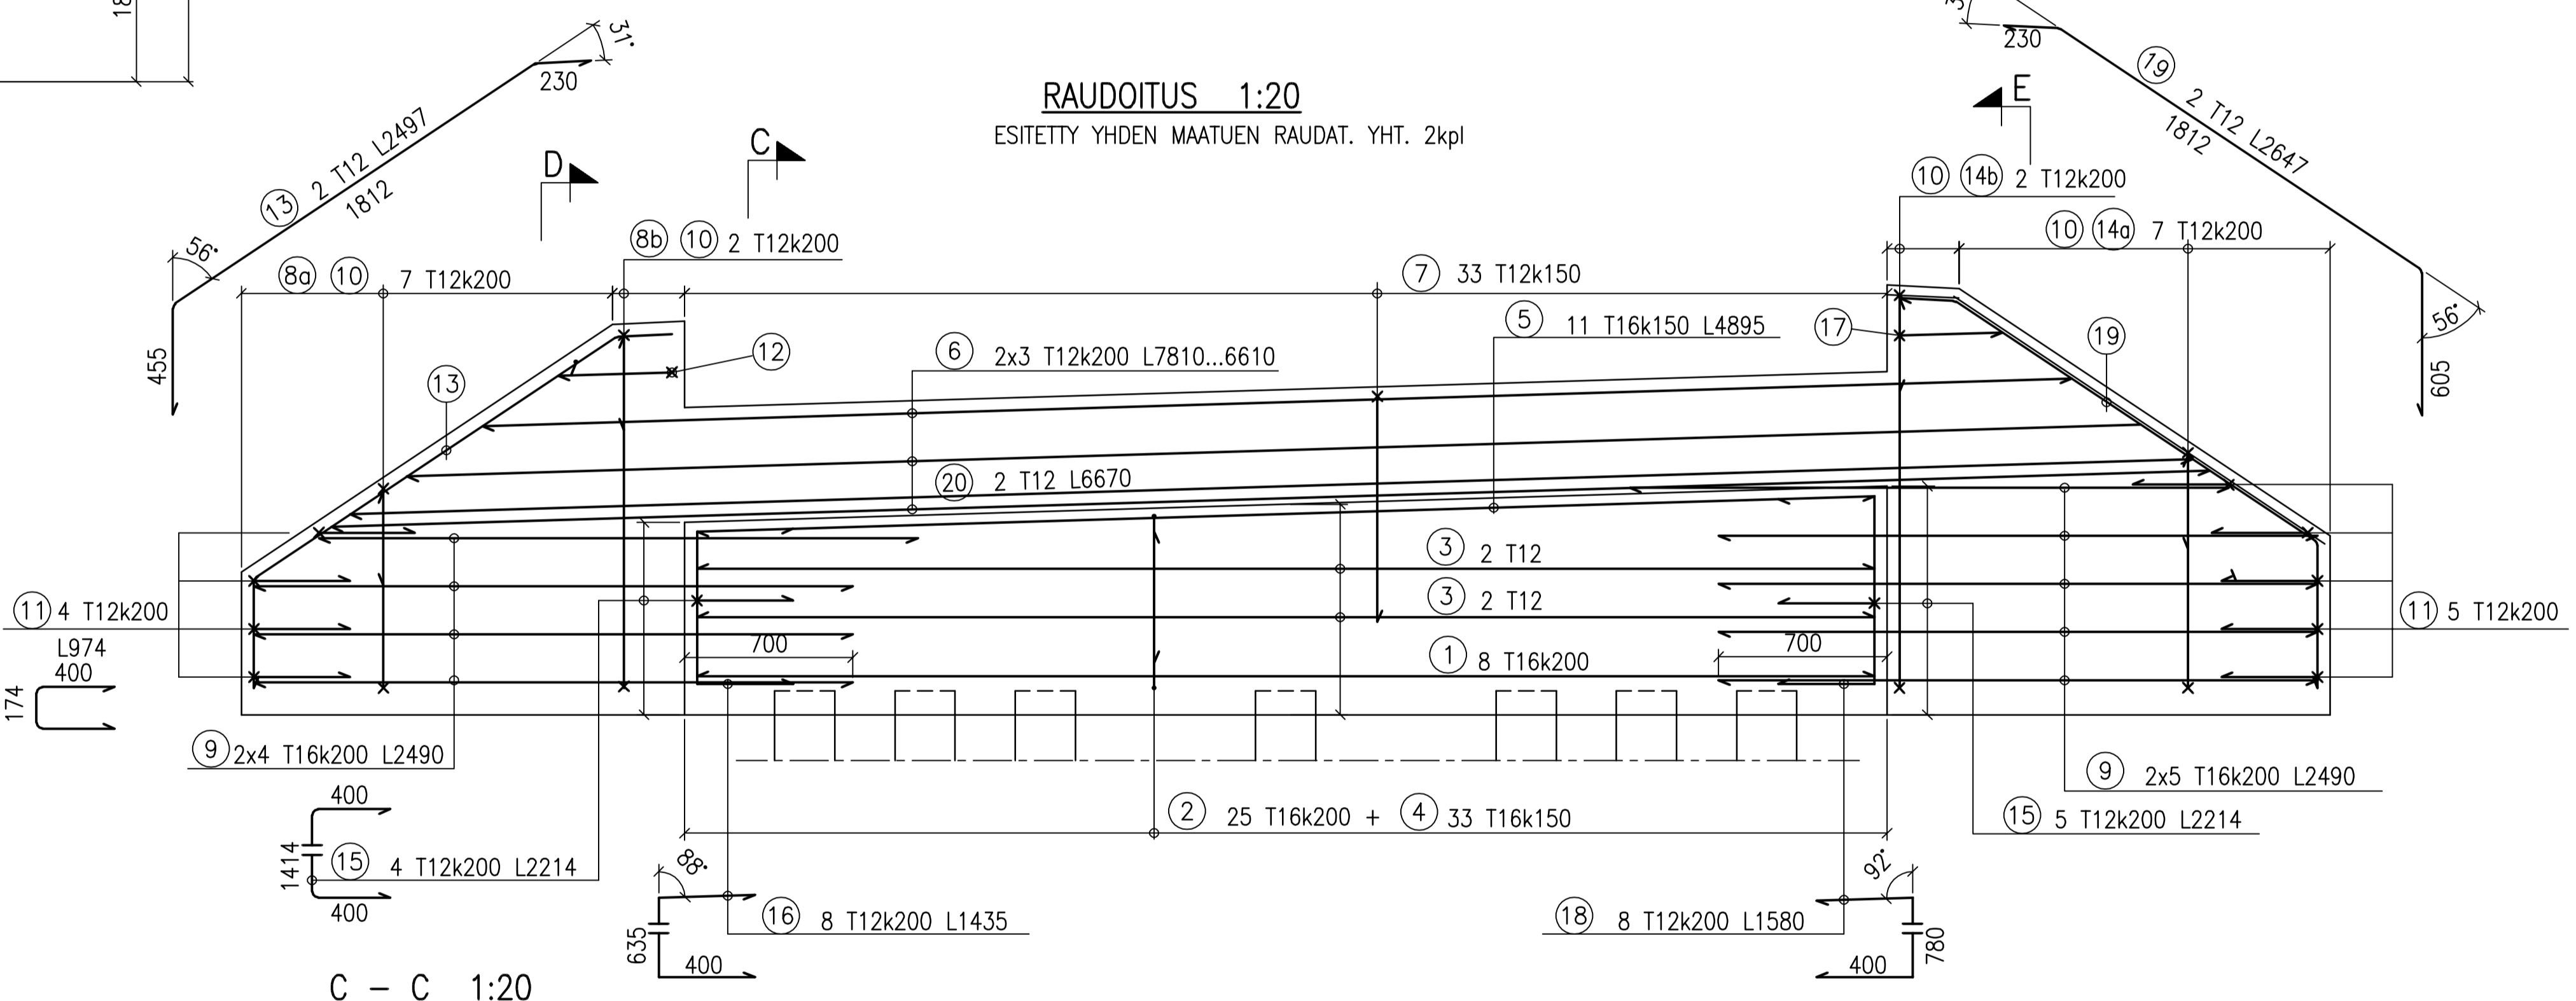 18
31°
230
13 2 T12 L2497
1812
56°
455
RAUDOITUS 1:20
ESITETTY YHDEN MAATUEN RAUDAT. YHT. 2kpl
230
19 2 T12 L2647
1812
56°
605
D
C
E
8a 10 7 T12k200
8b 10 2 T12k200
10 14b 2 T12k200
10 14a 7 T12k200
7 33 T12k150
5 11 T16k150 L4895
6 2x3 T12k200 L7810...6610
12
13
17
19
20 2 T12 L6670
3 2 T12
3 2 T12
1 8 T16k200
700
700
11 4 T12k200
L974
400
174
11 5 T12k200
9 2x4 T16k200 L2490
9 2x5 T16k200 L2490
2 25 T16k200 + 4 33 T16k150
15 5 T12k200 L2214
400
1414
15 4 T12k200 L2214
400
88°
16 8 T12k200 L1435
635
400
92°
18 8 T12k200 L1580
780
400
C – C 1:20